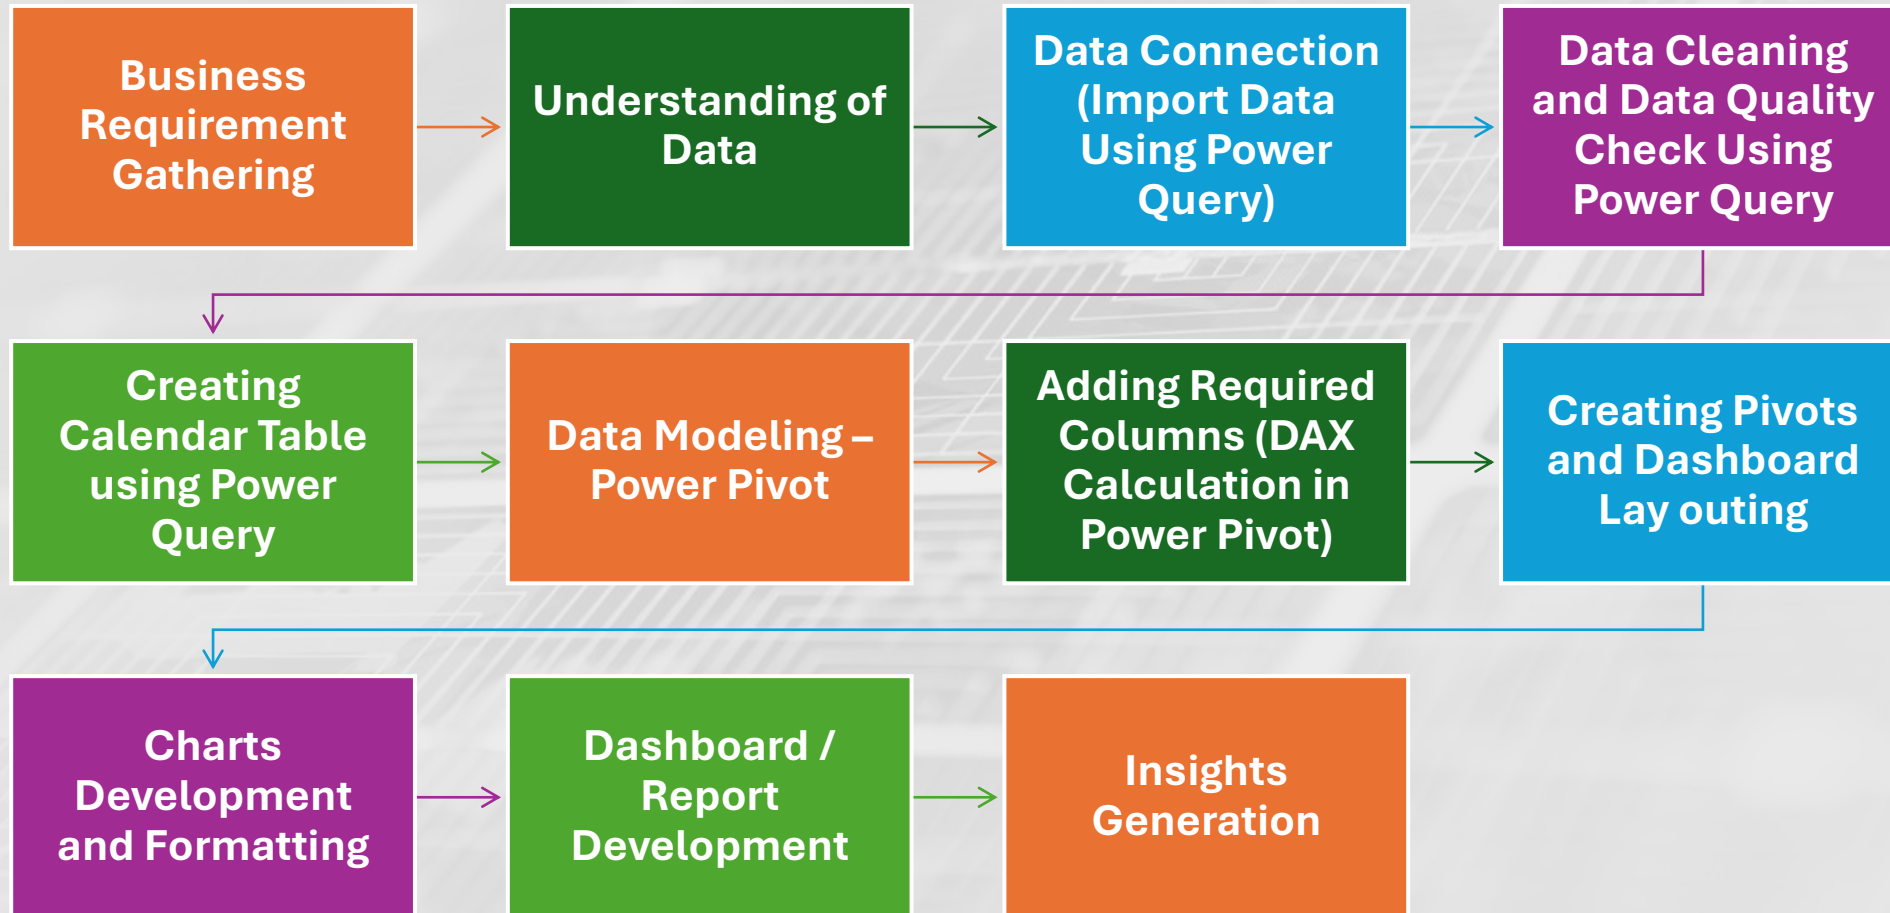 Business
Requirement
Gathering
Understanding of
Data
Data Connection
(Import Data
Using Power
Query)
Data Cleaning
and Data Quality
Check Using
Power Query
Creating
Calendar Table
using Power
Query
Data Modeling –
Power Pivot
Adding Required
Columns (DAX
Calculation in
Power Pivot)
Creating Pivots
and Dashboard
Lay outing
Charts
Development
and Formatting
Dashboard /
Report
Development
Insights
Generation